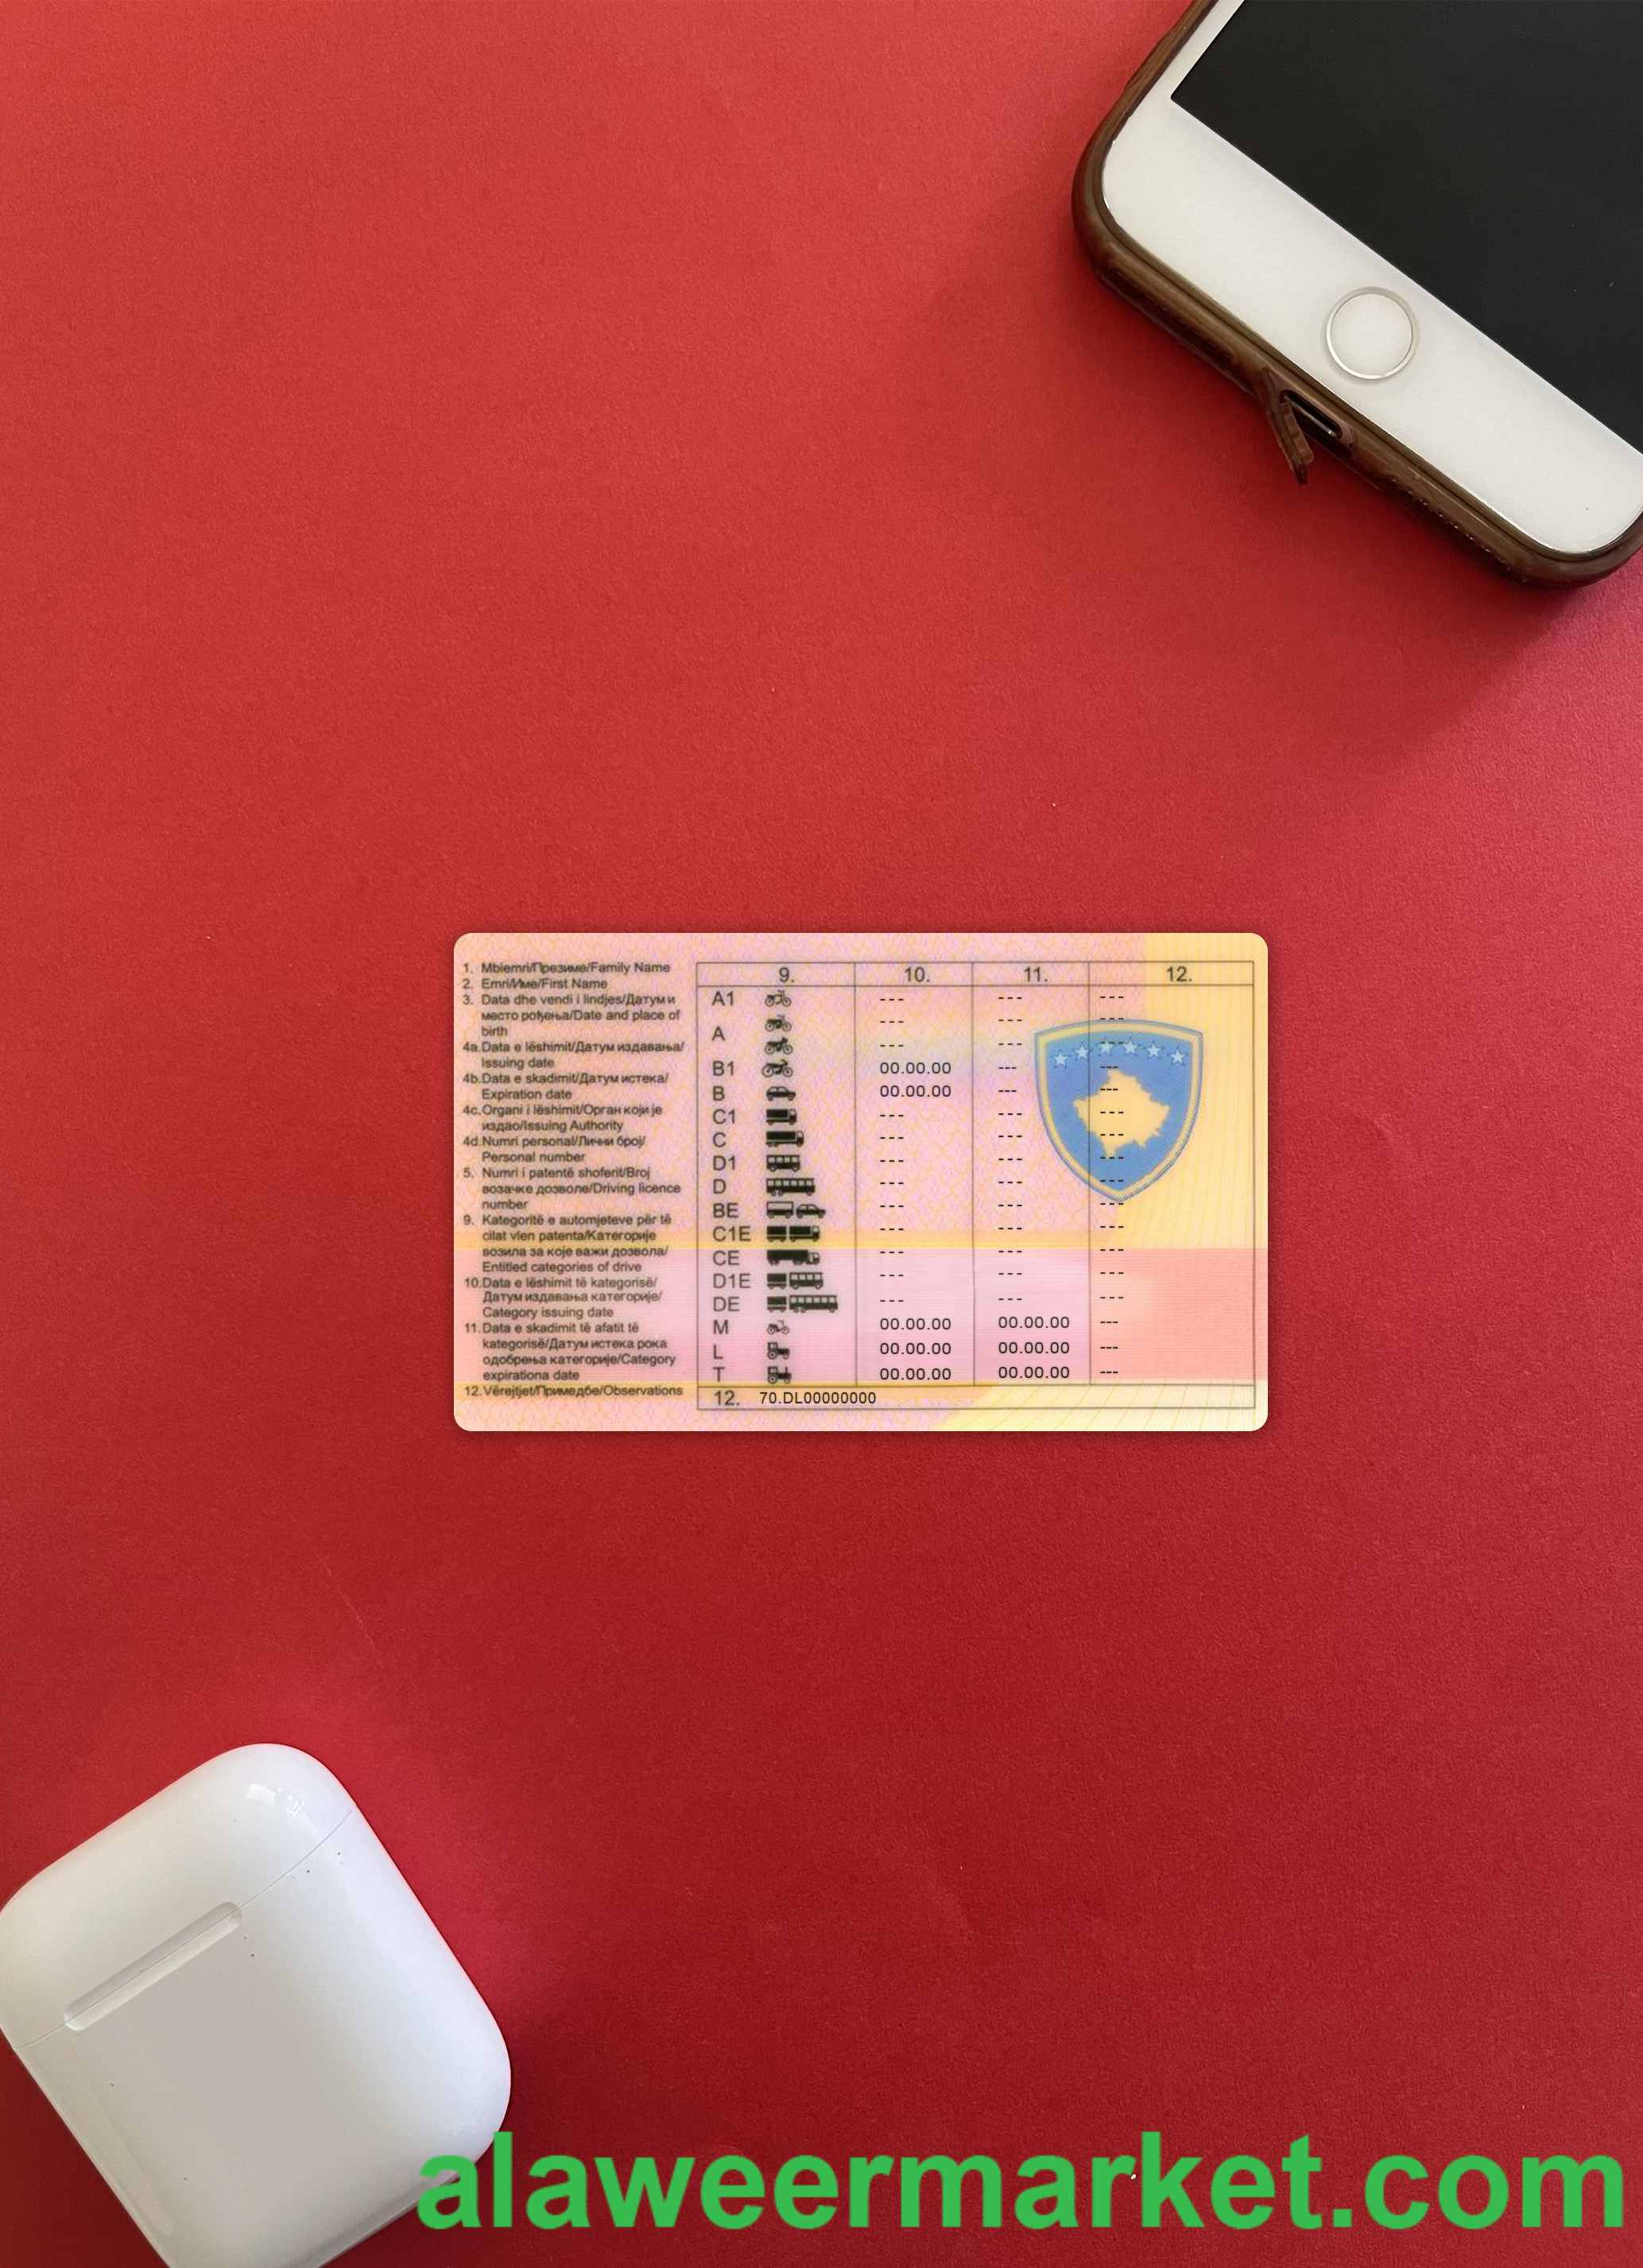 1. Mbiemri/Презиме/Family Name
2. Emri/Име/First Name
3. Data dhe vendi i lindjes/Датум и
место рођења/Date and place of
birth
4a.Data e lëshimit/Датум издавања/
Issuing date
4b.Data e skadimit/Датум истека/
Expiration date
4c.Organi i lëshimit/Орган који је
издао/Issuing Authority
4d.Numri personal/Лични број/
Personal number
5. Numri i patentë shoferit/Broj
возачке дозволе/Driving licence
number
9. Kategoritë e automjeteve për të
cilat vlen patenta/Категорије
возила за које важи дозвола/
Entitled categories of drive
10.Data e lëshimit të kategorisë/
Датум издавања категорије/
Category issuing date
11.Data e skadimit të afatit të
kategorisë/Датум истека рока
одобрења категорије/Category
expirationa date
12.Vërejtjet/Примедбе/Observations
9. 10. 11. 12.
A1 --- --- ---
A --- --- ---
--- --- ---
B1 00.00.00 --- ---
B 00.00.00 --- ---
C1 --- --- ---
C --- --- ---
D1 --- --- ---
D --- --- ---
BE --- --- ---
C1E --- --- ---
CE --- --- ---
D1E --- --- ---
DE --- --- ---
M 00.00.00 00.00.00 ---
L 00.00.00 00.00.00 ---
T 00.00.00 00.00.00 ---
12. 70.DL00000000
alaweermarket.com